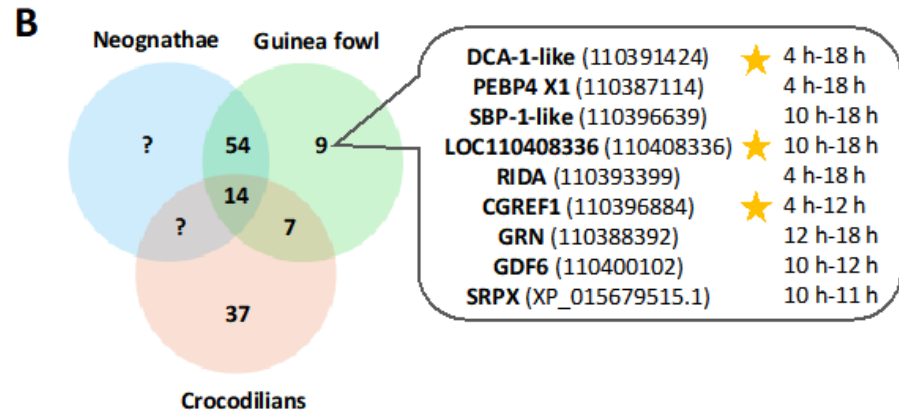 B
Neognathae
Guinea fowl
?
54
9
14
?
7
37
Crocodilians
DCA-1-like (110391424) 4 h-18 h
PEBP4 X1 (110387114) 4 h-18 h
SBP-1-like (110396639) 10 h-18 h
LOC110408336 (110408336) 10 h-18 h
RIDA (110393399) 4 h-18 h
CGREF1 (110396884) 4 h-12 h
GRN (110388392) 12 h-18 h
GDF6 (110400102) 10 h-12 h
SRPX (XP_015679515.1) 10 h-11 h